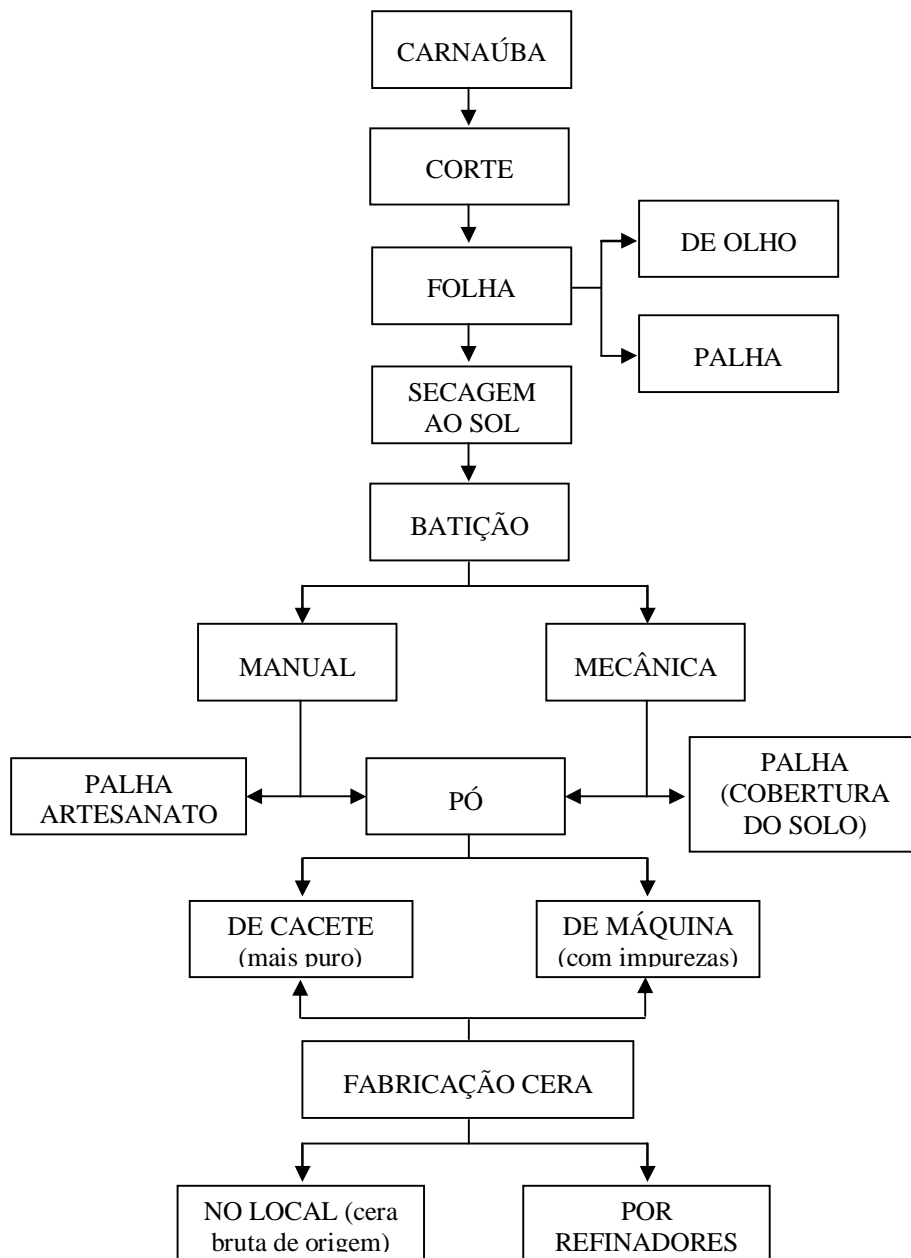 CARNAÚBA
CORTE
DE OLHO
FOLHA
PALHA
SECAGEM
AO SOL
BATIÇÃO
MANUAL
MECÂNICA
PALHA
ARTESANATO
PÓ
PALHA
(COBERTURA
DO SOLO)
DE CACETE
(mais puro)
DE MÁQUINA
(com impurezas)
FABRICAÇÃO CERA
NO LOCAL (cera
bruta de origem)
POR
REFINADORES